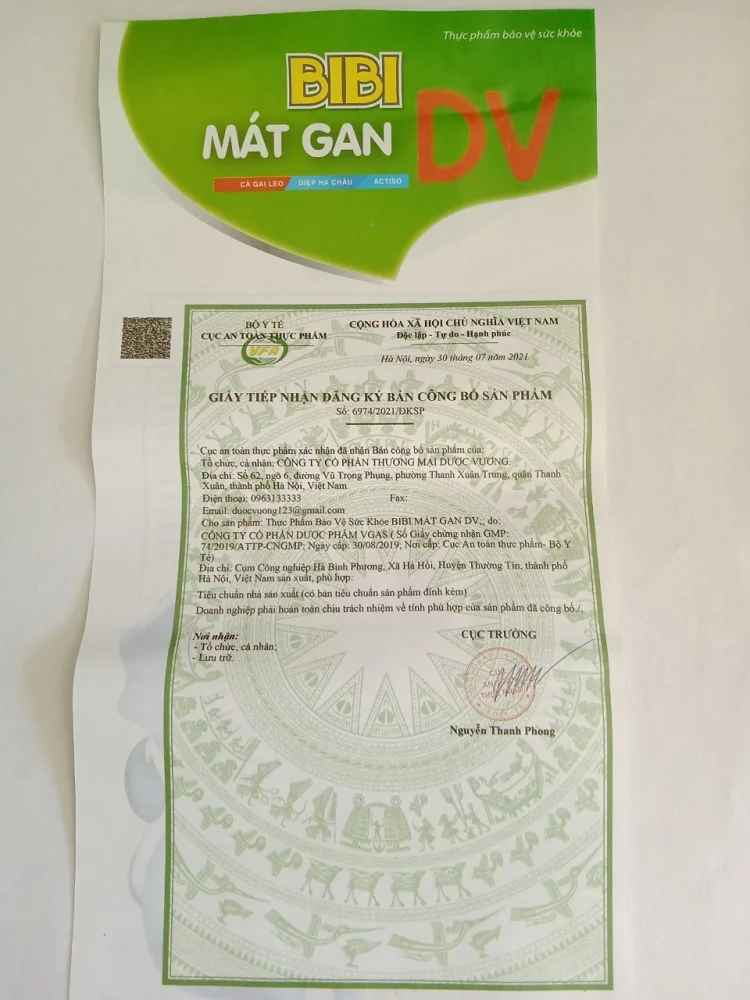 Thực phẩm bảo vệ sức khỏe
BIBI
MÁT GAN DV
CÀ GAI LEO DIỆP HẠ CHÂU ACTISO
BỘ Y TẾ
CỤC AN TOÀN THỰC PHẨM
VFA
CỘNG HÒA XÃ HỘI CHỦ NGHĨA VIỆT NAM
Độc lập - Tự do - Hạnh phúc
Hà Nội, ngày 30 tháng 07 năm 2021
GIẤY TIẾP NHẬN ĐĂNG KÝ BẢN CÔNG BỐ SẢN PHẨM
Số: 6974/2021/ĐKSP
Cục an toàn thực phẩm xác nhận đã nhận Bản công bố sản phẩm của:
Tổ chức, cá nhân: CÔNG TY CỔ PHẦN THƯƠNG MẠI DƯỢC VƯƠNG.
Địa chỉ: Số 62, ngõ 6, đường Vũ Trọng Phụng, phường Thanh Xuân Trung, quận Thanh
Xuân, thành phố Hà Nội, Việt Nam
Điện thoại: 0963133333 Fax:
Email: duocvuong123@gmail.com
Cho sản phẩm: Thực Phẩm Bảo Vệ Sức Khỏe BIBI MÁT GAN DV;; do:
CÔNG TY CỔ PHẦN DƯỢC PHẨM VGAS ( Số Giấy chứng nhận GMP:
74/2019/ATTP-CNGMP; Ngày cấp: 30/08/2019; Nơi cấp: Cục An toàn thực phẩm- Bộ Y
Tế)
Địa chỉ: Cụm Công nghiệp Hà Bình Phương, Xã Hà Hồi, Huyện Thường Tín, thành phố
Hà Nội, Việt Nam sản xuất, phù hợp:
Tiêu chuẩn nhà sản xuất (có bản tiêu chuẩn sản phẩm đính kèm)
Doanh nghiệp phải hoàn toàn chịu trách nhiệm về tính phù hợp của sản phẩm đã công bố./.
Nơi nhận:
- Tổ chức, cá nhân;
- Lưu trữ.
CỤC TRƯỞNG
CỤC
AN TOÀN
THỰC PHẨM
Nguyễn Thanh Phong